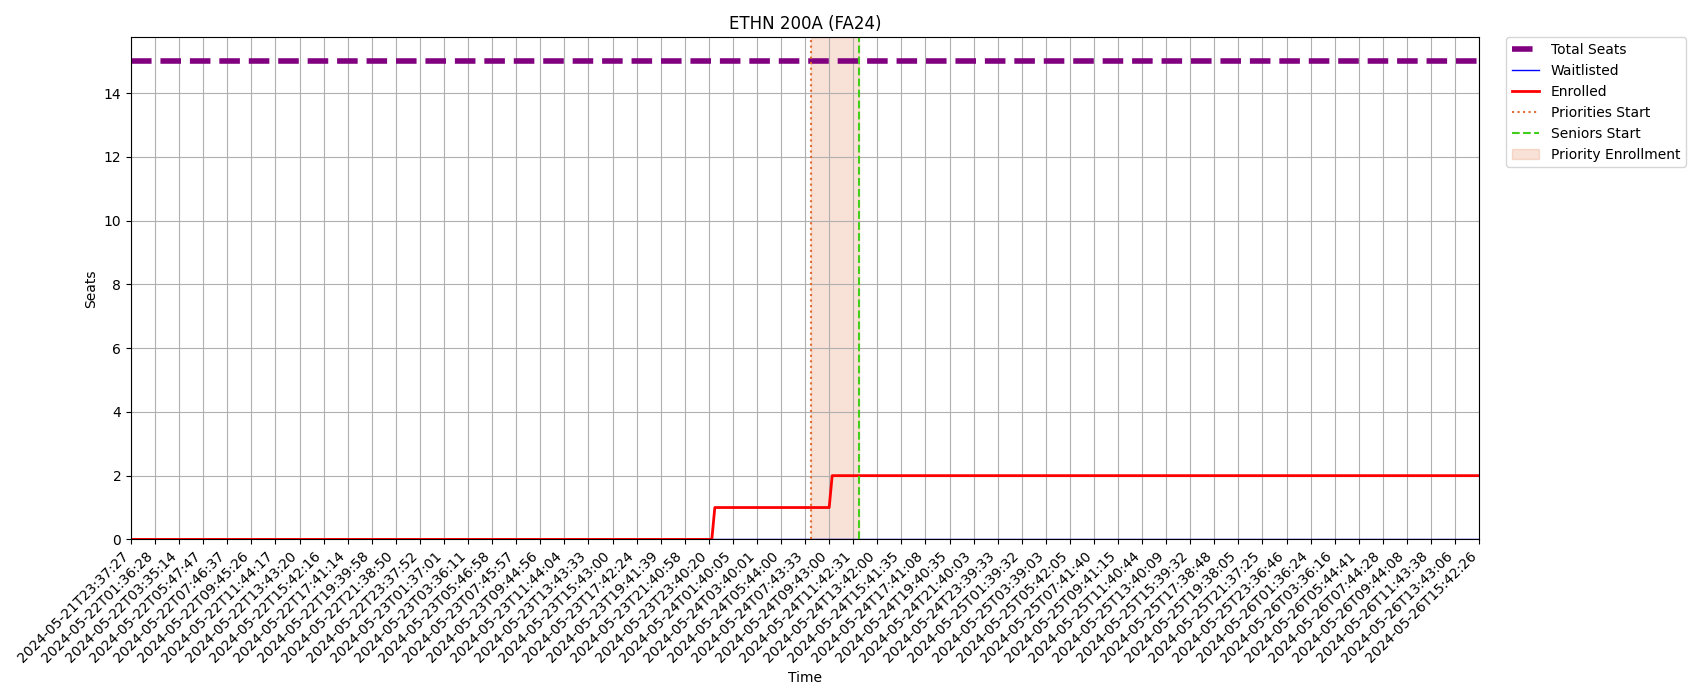 ETHN 200A (FA24)
Total Seats
Waitlisted
Enrolled
Priorities Start
Seniors Start
Priority Enrollment
Seats
14
12
10
8
6
4
2
0
2024-05-21T23:37:27
2024-05-22T01:36:28
2024-05-22T03:35:14
2024-05-22T05:47:47
2024-05-22T07:46:37
2024-05-22T09:45:26
2024-05-22T11:44:17
2024-05-22T13:43:20
2024-05-22T15:42:16
2024-05-22T17:41:14
2024-05-22T19:39:58
2024-05-22T21:38:50
2024-05-22T23:37:52
2024-05-23T01:37:01
2024-05-23T03:36:11
2024-05-23T05:46:58
2024-05-23T07:45:57
2024-05-23T09:44:56
2024-05-23T11:44:04
2024-05-23T13:43:33
2024-05-23T15:43:00
2024-05-23T17:42:24
2024-05-23T19:41:39
2024-05-23T21:40:58
2024-05-23T23:40:20
2024-05-24T01:40:05
2024-05-24T03:40:01
2024-05-24T05:44:00
2024-05-24T07:43:33
2024-05-24T09:43:00
2024-05-24T11:42:31
2024-05-24T13:42:00
2024-05-24T15:41:35
2024-05-24T17:41:08
2024-05-24T19:40:35
2024-05-24T21:40:03
2024-05-24T23:39:33
2024-05-25T01:39:32
2024-05-25T03:39:03
2024-05-25T05:42:05
2024-05-25T07:41:40
2024-05-25T09:41:15
2024-05-25T11:40:44
2024-05-25T13:40:09
2024-05-25T15:39:32
2024-05-25T17:38:48
2024-05-25T19:38:05
2024-05-25T21:37:25
2024-05-25T23:36:46
2024-05-26T01:36:24
2024-05-26T03:36:16
2024-05-26T05:44:41
2024-05-26T07:44:28
2024-05-26T09:44:08
2024-05-26T11:43:38
2024-05-26T13:43:06
2024-05-26T15:42:26
Time